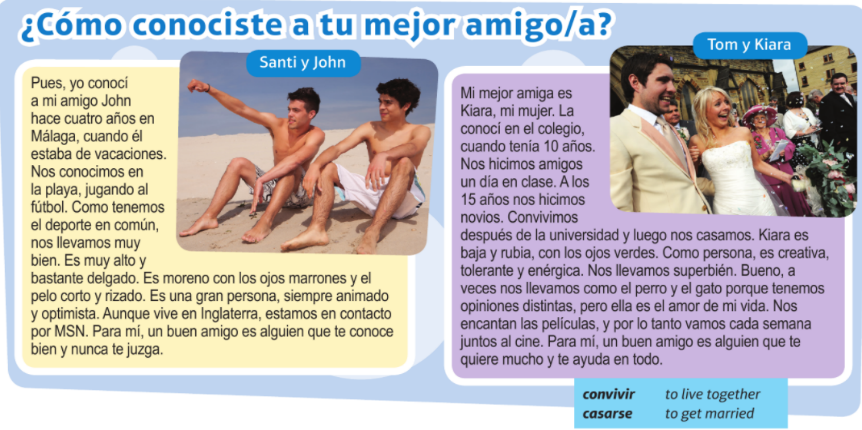 ¿Cómo conociste a tu mejor amigo/a?
Santi y John
Pues, yo conocí
a mi amigo John
hace cuatro años en
Málaga, cuando él
estaba de vacaciones.
Nos conocimos en
la playa, jugando al
fútbol. Como tenemos
el deporte en común,
nos llevamos muy
bien. Es muy alto y
bastante delgado. Es moreno con los ojos marrones y el
pelo corto y rizado. Es una gran persona, siempre animado
y optimista. Aunque vive en Inglaterra, estamos en contacto
por MSN. Para mí, un buen amigo es alguien que te conoce
bien y nunca te juzga.
Tom y Kiara
Mi mejor amiga es
Kiara, mi mujer. La
conocí en el colegio,
cuando tenía 10 años.
Nos hicimos amigos
un día en clase. A los
15 años nos hicimos
novios. Convivimos
después de la universidad y luego nos casamos. Kiara es
baja y rubia, con los ojos verdes. Como persona, es creativa,
tolerante y enérgica. Nos llevamos superbién. Bueno, a
veces nos llevamos como el perro y el gato porque tenemos
opiniones distintas, pero ella es el amor de mi vida. Nos
encantan las películas, y por lo tanto vamos cada semana
juntos al cine. Para mí, un buen amigo es alguien que te
quiere mucho y te ayuda en todo.
convivir to live together
casarse to get married